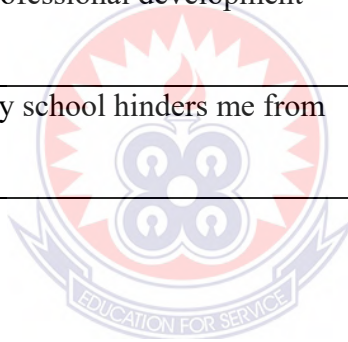 professional development
y school hinders me from
EDUCATION FOR SERVICE